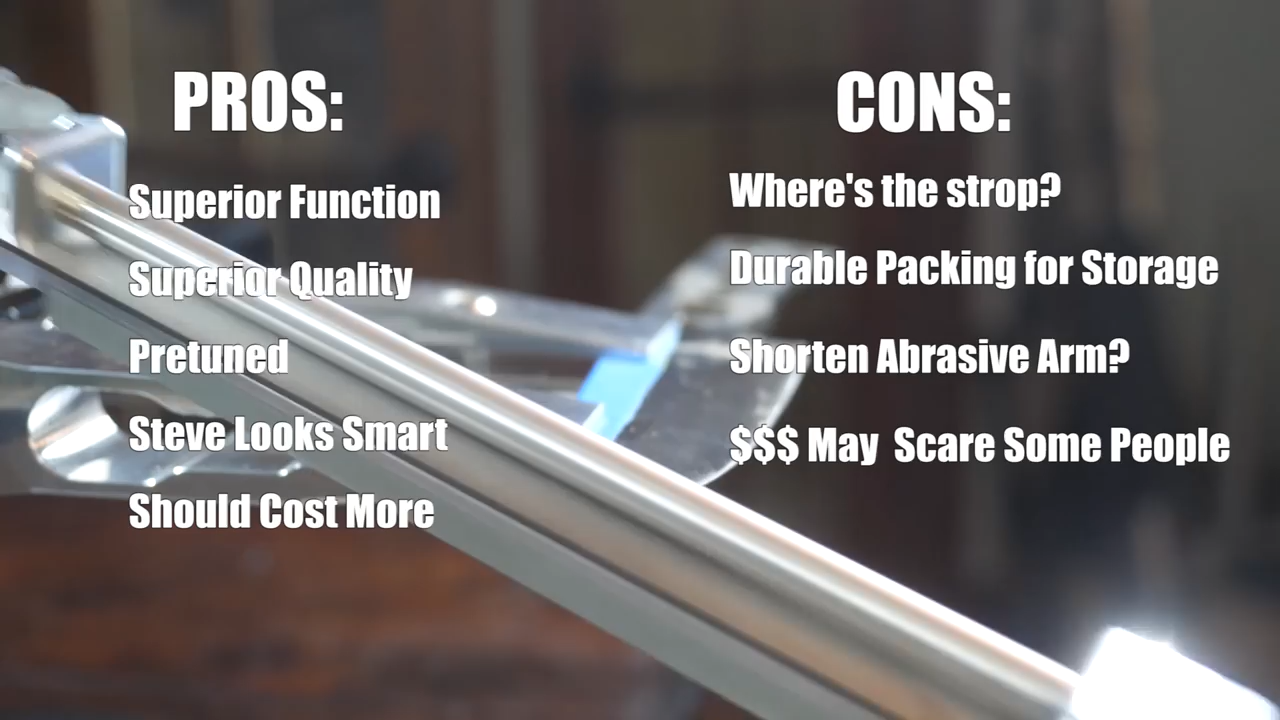 PROS:
Superior Function
Superior Quality
Pretuned
Steve Looks Smart
Should Cost More
CONS:
Where's the strop?
Durable Packing for Storage
Shorten Abrasive Arm?
$$$ May  Scare Some People